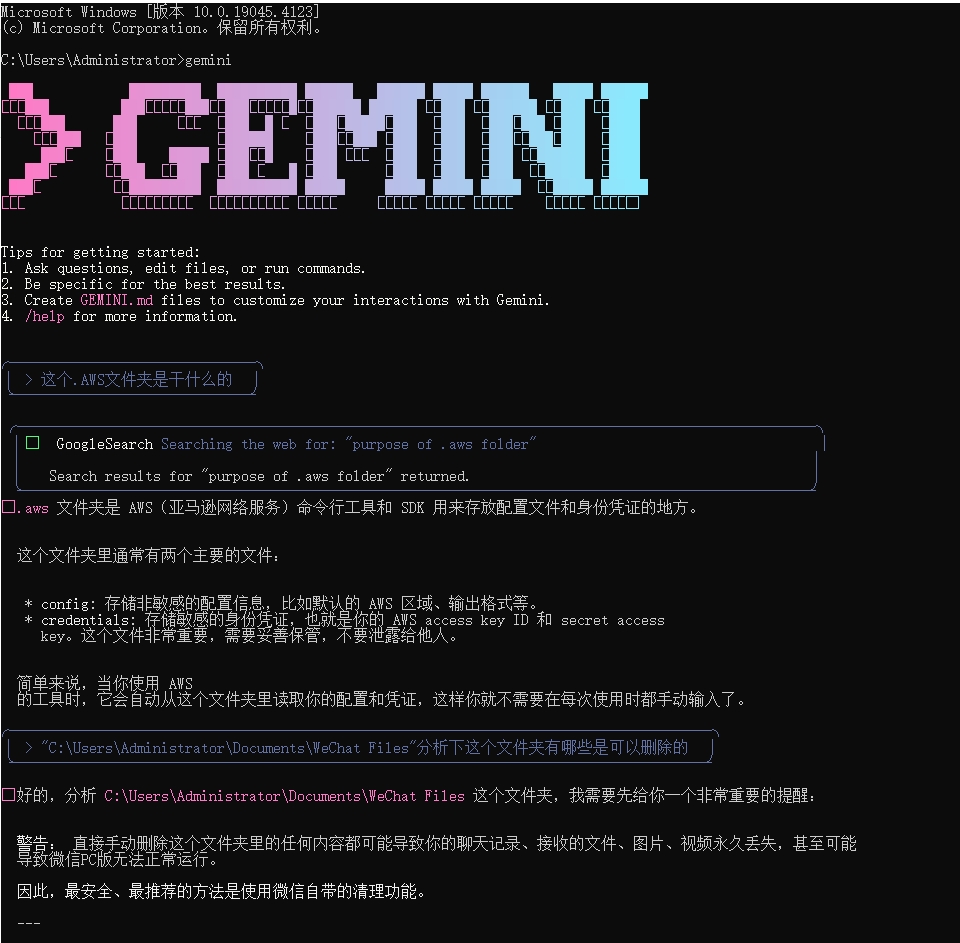 Microsoft Windows [版本 10.0.19045.4123]
(c) Microsoft Corporation。保留所有权利。
C:\Users\Administrator>gemini
> GEMINI
Tips for getting started:
1. Ask questions, edit files, or run commands.
2. Be specific for the best results.
3. Create GEMINI.md files to customize your interactions with Gemini.
4. /help for more information.
> 这个.AWS文件夹是干什么的
GoogleSearch Searching the web for: "purpose of .aws folder"
Search results for "purpose of .aws folder" returned.
.aws 文件夹是 AWS（亚马逊网络服务）命令行工具和 SDK 用来存放配置文件和身份凭证的地方。
这个文件夹里通常有两个主要的文件：
* config: 存储非敏感的配置信息，比如默认的 AWS 区域、输出格式等。
* credentials: 存储敏感的身份凭证，也就是你的 AWS access key ID 和 secret access
key。这个文件非常重要，需要妥善保管，不要泄露给他人。
简单来说，当你使用 AWS
的工具时，它会自动从这个文件夹里读取你的配置和凭证，这样你就不需要在每次使用时都手动输入了。
> "C:\Users\Administrator\Documents\WeChat Files"分析下这个文件夹有哪些是可以删除的
好的，分析 C:\Users\Administrator\Documents\WeChat Files 这个文件夹，我需要先给你一个非常重要的提醒：
警告： 直接手动删除这个文件夹里的任何内容都可能导致你的聊天记录、接收的文件、图片、视频永久丢失，甚至可能
导致微信PC版无法正常运行。
因此，最安全、最推荐的方法是使用微信自带的清理功能。
---